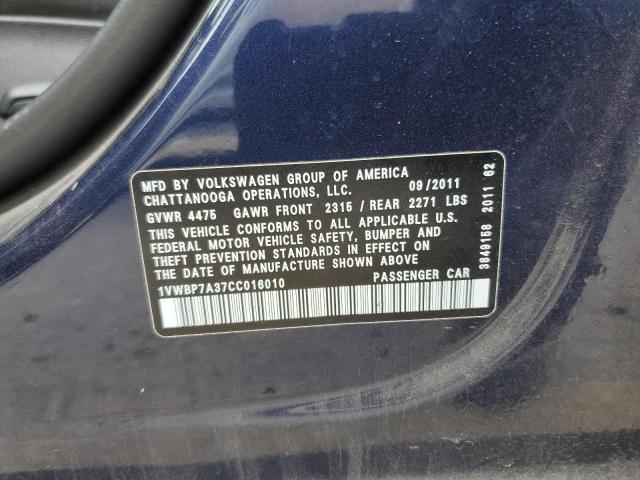 MFD BY VOLKSWAGEN GROUP OF AMERICA
CHATTANOOGA OPERATIONS, LLC. 09/2011
GVWR 4475 GAWR FRONT 2315 / REAR 2271 LBS
THIS VEHICLE CONFORMS TO ALL APPLICABLE U.S.
FEDERAL MOTOR VEHICLE SAFETY, BUMPER AND
THEFT PREVENTION STANDARDS IN EFFECT ON
THE DATE OF MANUFACTURE SHOWN ABOVE
1VWBP7A37CC016010 PASSENGER CAR
3849158 2011 62